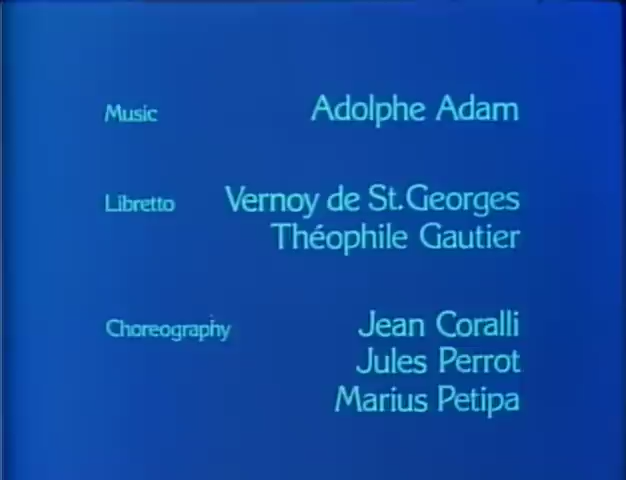 Music Adolphe Adam
Libretto Vernoy de St.Georges
Théophile Gautier
Choreography Jean Coralli
Jules Perrot
Marius Petipa